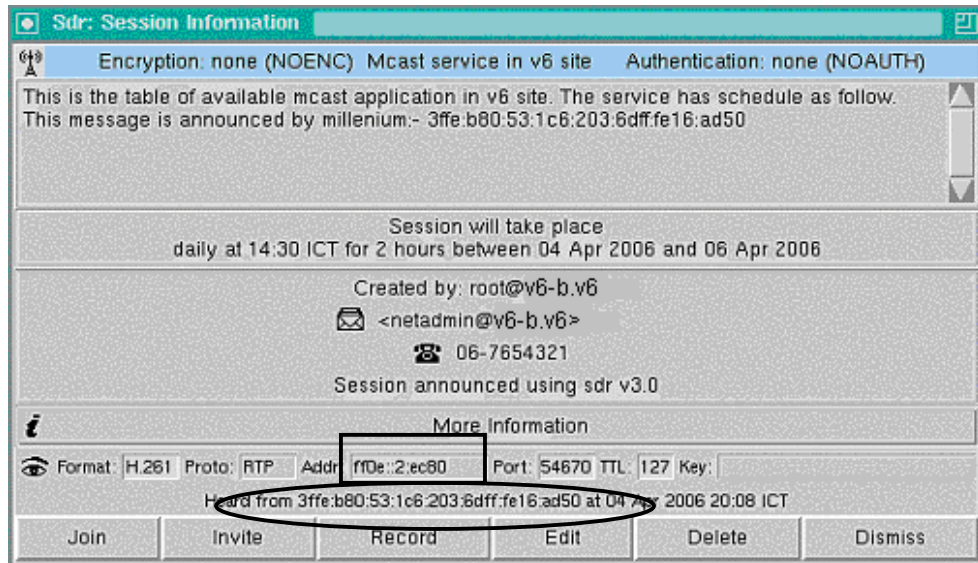 Sdr: Session Information
Encryption: none (NOENC) Mcast service in v6 site Authentication: none (NOAUTH)
This is the table of available mcast application in v6 site. The service has schedule as follow.
This message is announced by millenium:- 3ffe:b80:53:1c6:203:6dff:fe16:ad50
Session will take place
daily at 14:30 ICT for 2 hours between 04 Apr 2006 and 06 Apr 2006
Created by: root@v6-b.v6
<netadmin@v6-b.v6>
06-7654321
Session announced using sdr v3.0
More Information
Format: H.261 Proto: RTP Addr: ff0e::2:ec80 Port: 54670 TTL: 127 Key:
Heard from 3ffe:b80:53:1c6:203:6dff:fe16:ad50 at 04 Apr 2006 20:08 ICT
Join Invite Record Edit Delete Dismiss